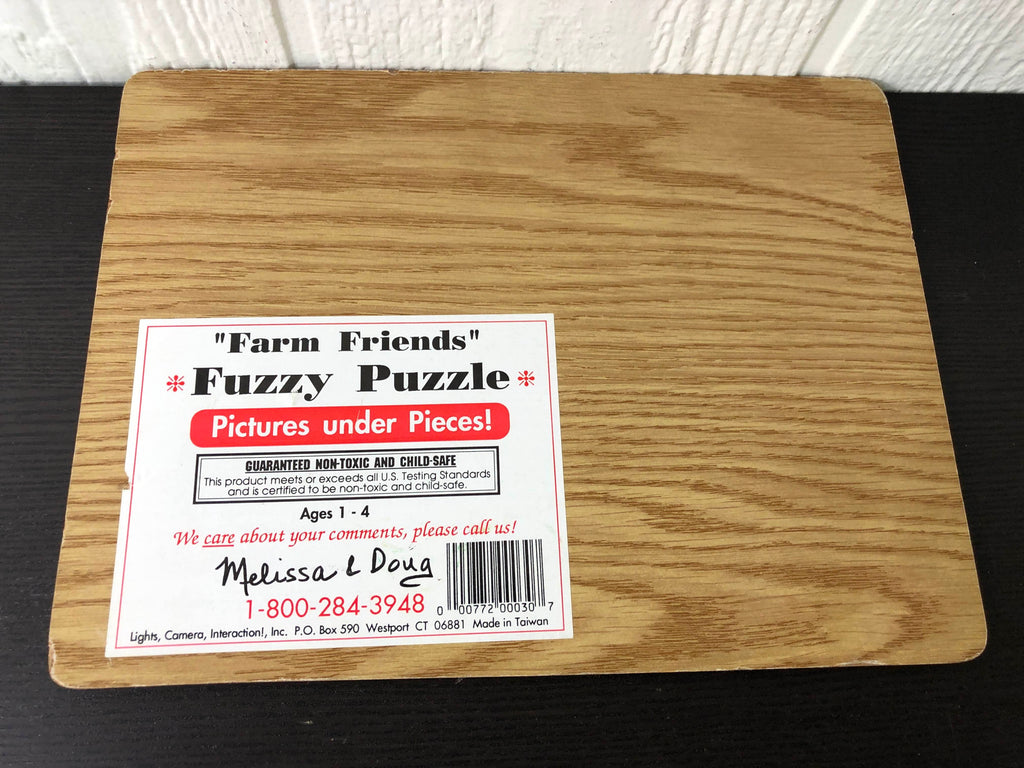 "Farm Friends"
Fuzzy Puzzle
Pictures under Pieces!
GUARANTEED NON-TOXIC AND CHILD-SAFE
This product meets or exceeds all U.S. Testing Standards
and is certified to be non-toxic and child-safe.
Ages 1 - 4
We care about your comments, please call us!
Melissa & Doug
1-800-284-3948
0 00772 00030 7
Lights, Camera, Interaction!, Inc. P.O. Box 590 Westport CT 06881 Made in Taiwan